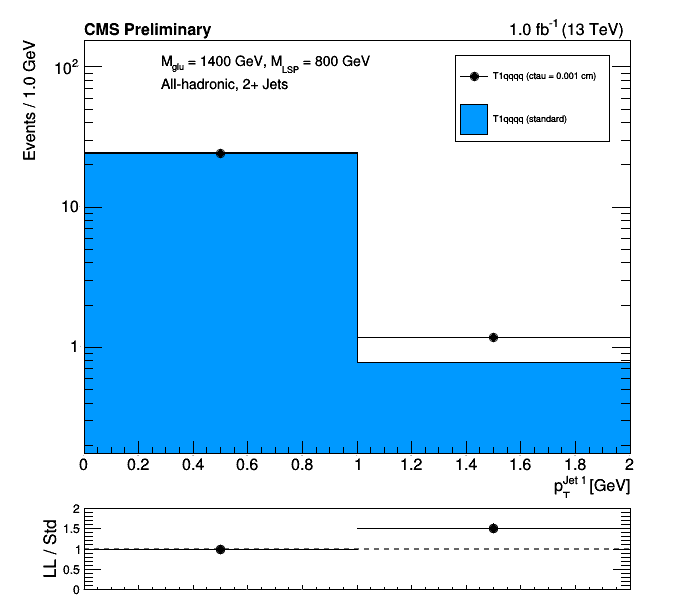 CMS Preliminary 1.0 fb⁻¹ (13 TeV)
M_glu = 1400 GeV, M_LSP = 800 GeV
All-hadronic, 2+ Jets
T1qqqq (ctau = 0.001 cm)
T1qqqq (standard)
Events / 1.0 GeV
10²
10
1
0 0.2 0.4 0.6 0.8 1 1.2 1.4 1.6 1.8 2
p_T^Jet 1 [GeV]
LL / Std
2
1.5
1
0.5
0